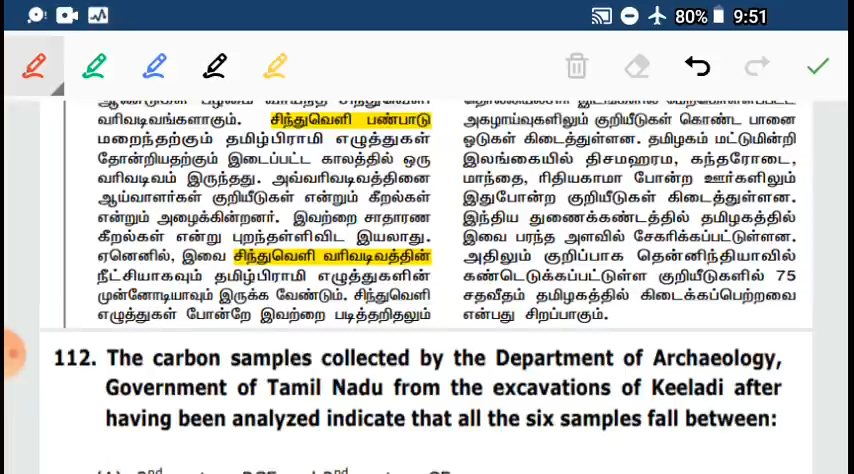 80% 9:51
வரிவடிவங்களாகும். சிந்துவெளி பண்பாடு
மறைந்தற்கும் தமிழ்பிராமி எழுத்துகள்
தோன்றியதற்கும் இடைப்பட்ட காலத்தில் ஒரு
வரிவடிவம் இருந்தது. அவ்வரிவடிவத்தினை
ஆய்வாளர்கள் குறியீடுகள் என்றும் கீறல்கள்
என்றும் அழைக்கின்றனர். இவற்றை சாதாரண
கீறல்கள் என்று புறந்தள்ளிவிட இயலாது.
ஏனெனில், இவை சிந்துவெளி வரிவடிவத்தின்
நீட்சியாகவும் தமிழ்பிராமி எழுத்துகளின்
முன்னோடியாவும் இருக்க வேண்டும். சிந்துவெளி
எழுத்துகள் போன்றே இவற்றை படித்தறிதலும்
அகழாய்வுகளிலும் குறியீடுகள் கொண்ட பானை
ஓடுகள் கிடைத்துள்ளன. தமிழகம் மட்டுமின்றி
இலங்கையில் திசமஹரம, கந்தரோடை,
மாந்தை, ரிதியகாமா போன்ற ஊர்களிலும்
இதுபோன்ற குறியீடுகள் கிடைத்துள்ளன.
இந்திய துணைக்கண்டத்தில் தமிழகத்தில்
இவை பரந்த அளவில் சேகரிக்கப்பட்டுள்ளன.
அதிலும் குறிப்பாக தென்னிந்தியாவில்
கண்டெடுக்கப்பட்டுள்ள குறியீடுகளில் 75
சதவீதம் தமிழகத்தில் கிடைக்கப்பெற்றவை
என்பது சிறப்பாகும்.
112. The carbon samples collected by the Department of Archaeology,
Government of Tamil Nadu from the excavations of Keeladi after
having been analyzed indicate that all the six samples fall between: